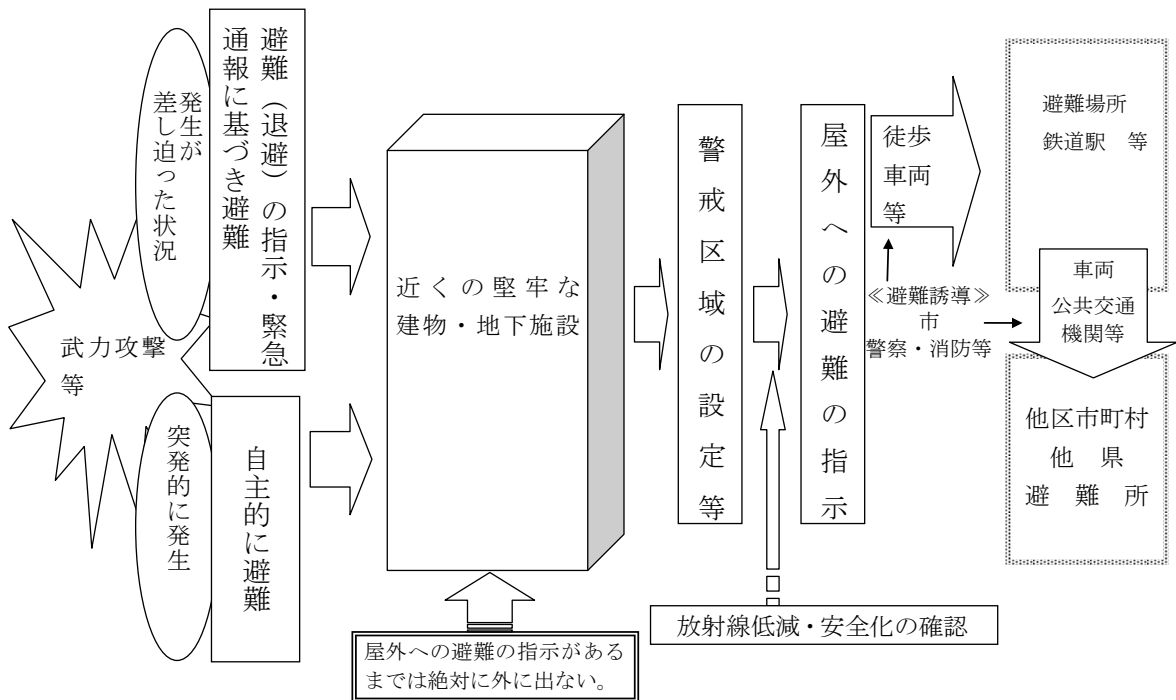 武力攻撃
等
発生が
差し迫った状況
避難（退避）の指示・緊急
通報に基づき避難
突発的に発生
自主的に避難
近くの堅牢な
建物・地下施設
屋外への避難の指示がある
までは絶対に外に出ない。
警戒区域の設定等
放射線低減・安全化の確認
屋外への避難の指示
徒歩
車両
等
≪避難誘導≫
市
警察・消防等
避難場所
鉄道駅　等
車両
公共交通
機関等
他区市町村
他　県
避　難　所